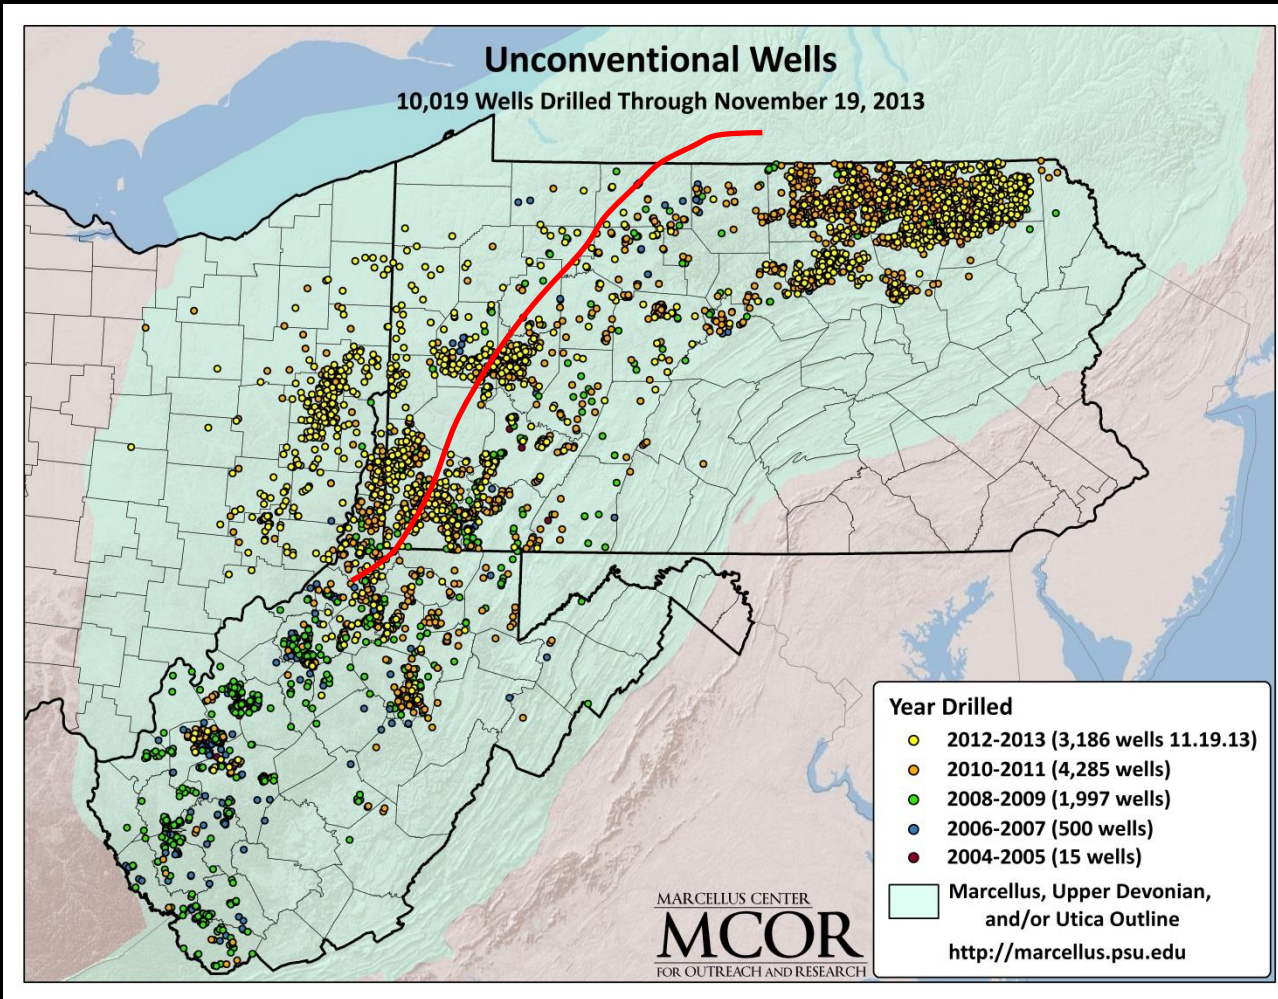 Unconventional Wells
10,019 Wells Drilled Through November 19, 2013
Year Drilled
2012-2013 (3,186 wells 11.19.13)
2010-2011 (4,285 wells)
2008-2009 (1,997 wells)
2006-2007 (500 wells)
2004-2005 (15 wells)
Marcellus, Upper Devonian,
and/or Utica Outline
http://marcellus.psu.edu
MARCELLUS CENTER
MCOR
FOR OUTREACH AND RESEARCH